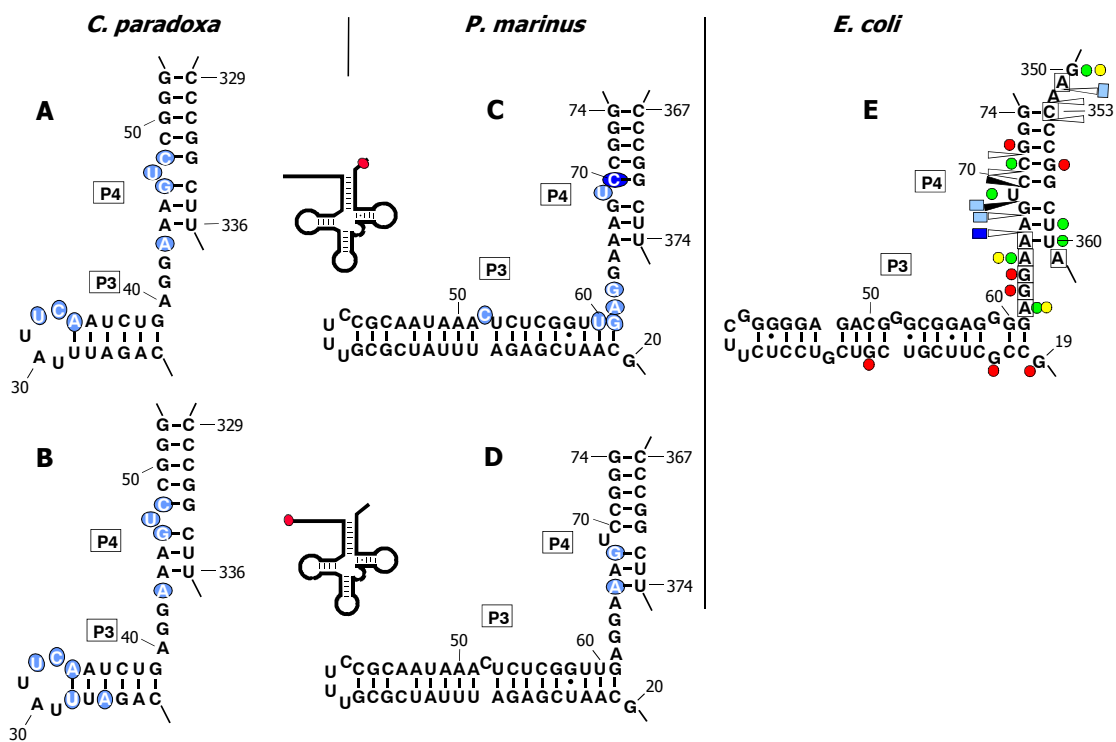 C. paradoxa
P. marinus
E. coli
A
G C 329
G C
G C
50
C G
C G
U
P4
G C
A U
A U 336
A
G
G
P3
40
A
U C A A U C U G
U
A U U U A G A C A C
30
B
G C 329
G C
G C
50
C G
C G
U
P4
G C
A U
A U 336
A
G
G
P3
40
A
U C A A U C U G
U
A U U U A G A C A C
30
C
74 G C 367
G C
G C
C G
70 C G
P4
U
G C
A U
A U 374
A
G
P3
A
50
60
G
U C C G C A A U A A A C U C U C G G U U G
U U G G C G U U A U U U A G A G C U A A C G
20
D
74 G C 367
G C
G C
C G
70
C G
P4
U
G C
A U
A U 374
A
G
G
P3
50
60
A
U C C G C A A U A A A C U C U C G G U U G
U U G G C G U U A U U U A G A G C U A A C G
20
E
350 G
A
A
74 G C 353
G C
G C
C G
70
C G
P4
U
G C
A U
A U 360
A A
G
P3
G
50
60
A
C G G G G G A G A C G G G C G G A G G G G
U U C U C C U G C U G C U G C U U C G C C G
19